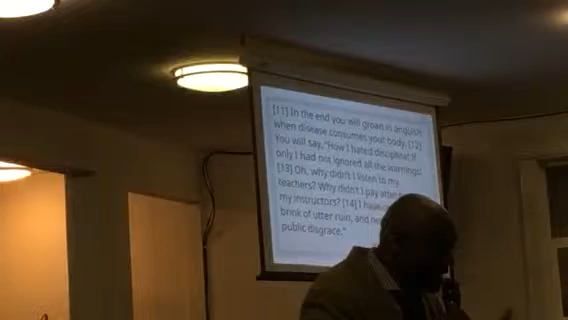 [11] In the end you will groan in anguish
when disease consumes your body. [12]
You will say, "How I hated discipline! If
only I had not ignored all the warnings!
[13] Oh, why didn't I listen to my
teachers? Why didn't I pay
my instructors? [14] I have
brink of utter ruin, and
public disgrace."